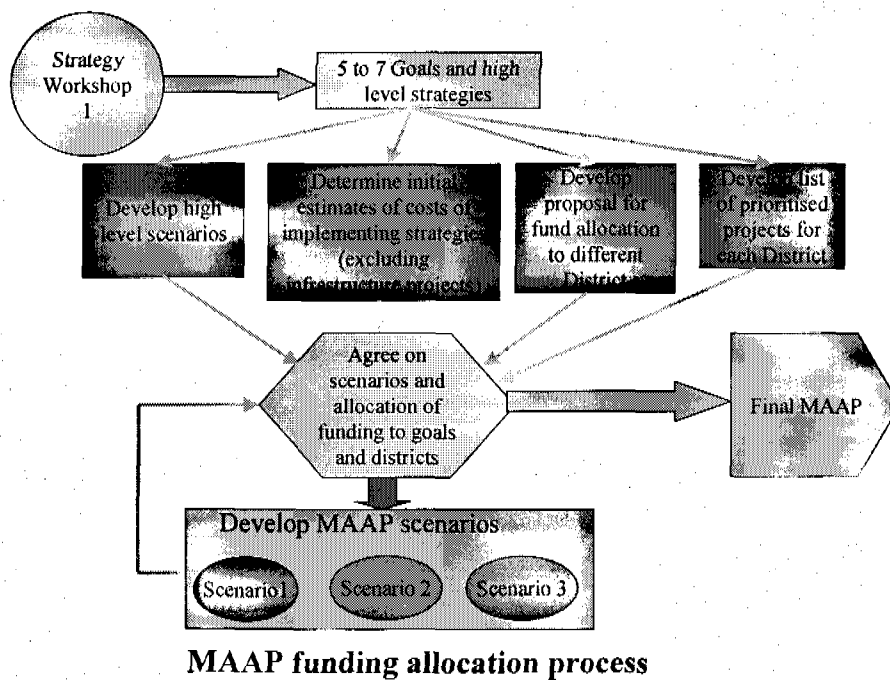 Strategy
Workshop
1
5 to 7 Goals and high
level strategies
Develop high
level scenarios
Determine initial
estimates of costs of
implementing strategies
(excluding
infrastructure projects)
Develop
proposal for
fund allocation
to different
District
Develop list
of prioritised
projects for
each District
Agree on
scenarios and
allocation of
funding to goals
and districts
Final MAAP
Develop MAAP scenarios
Scenario1
Scenario 2
Scenario 3
MAAP funding allocation process